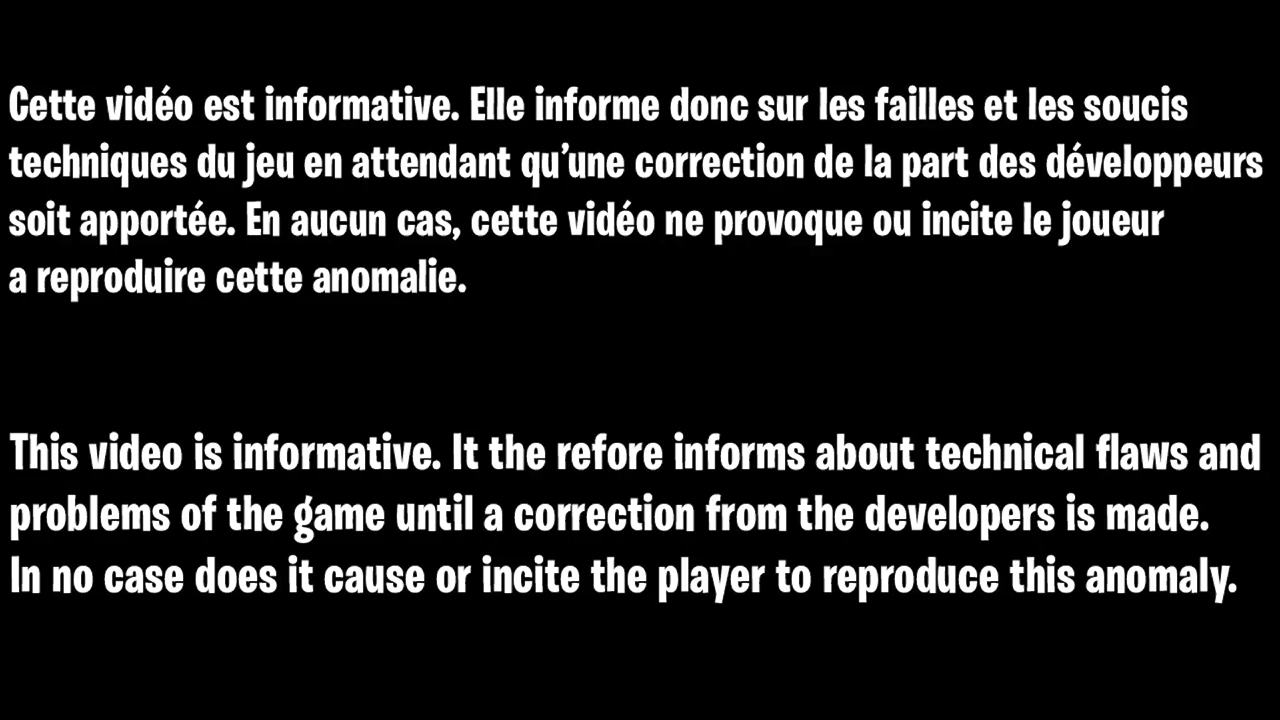 Cette vidéo est informative. Elle informe donc sur les failles et les soucis
techniques du jeu en attendant qu'une correction de la part des développeurs
soit apportée. En aucun cas, cette vidéo ne provoque ou incite le joueur
a reproduire cette anomalie.
This video is informative. It the refore informs about technical flaws and
problems of the game until a correction from the developers is made.
In no case does it cause or incite the player to reproduce this anomaly.